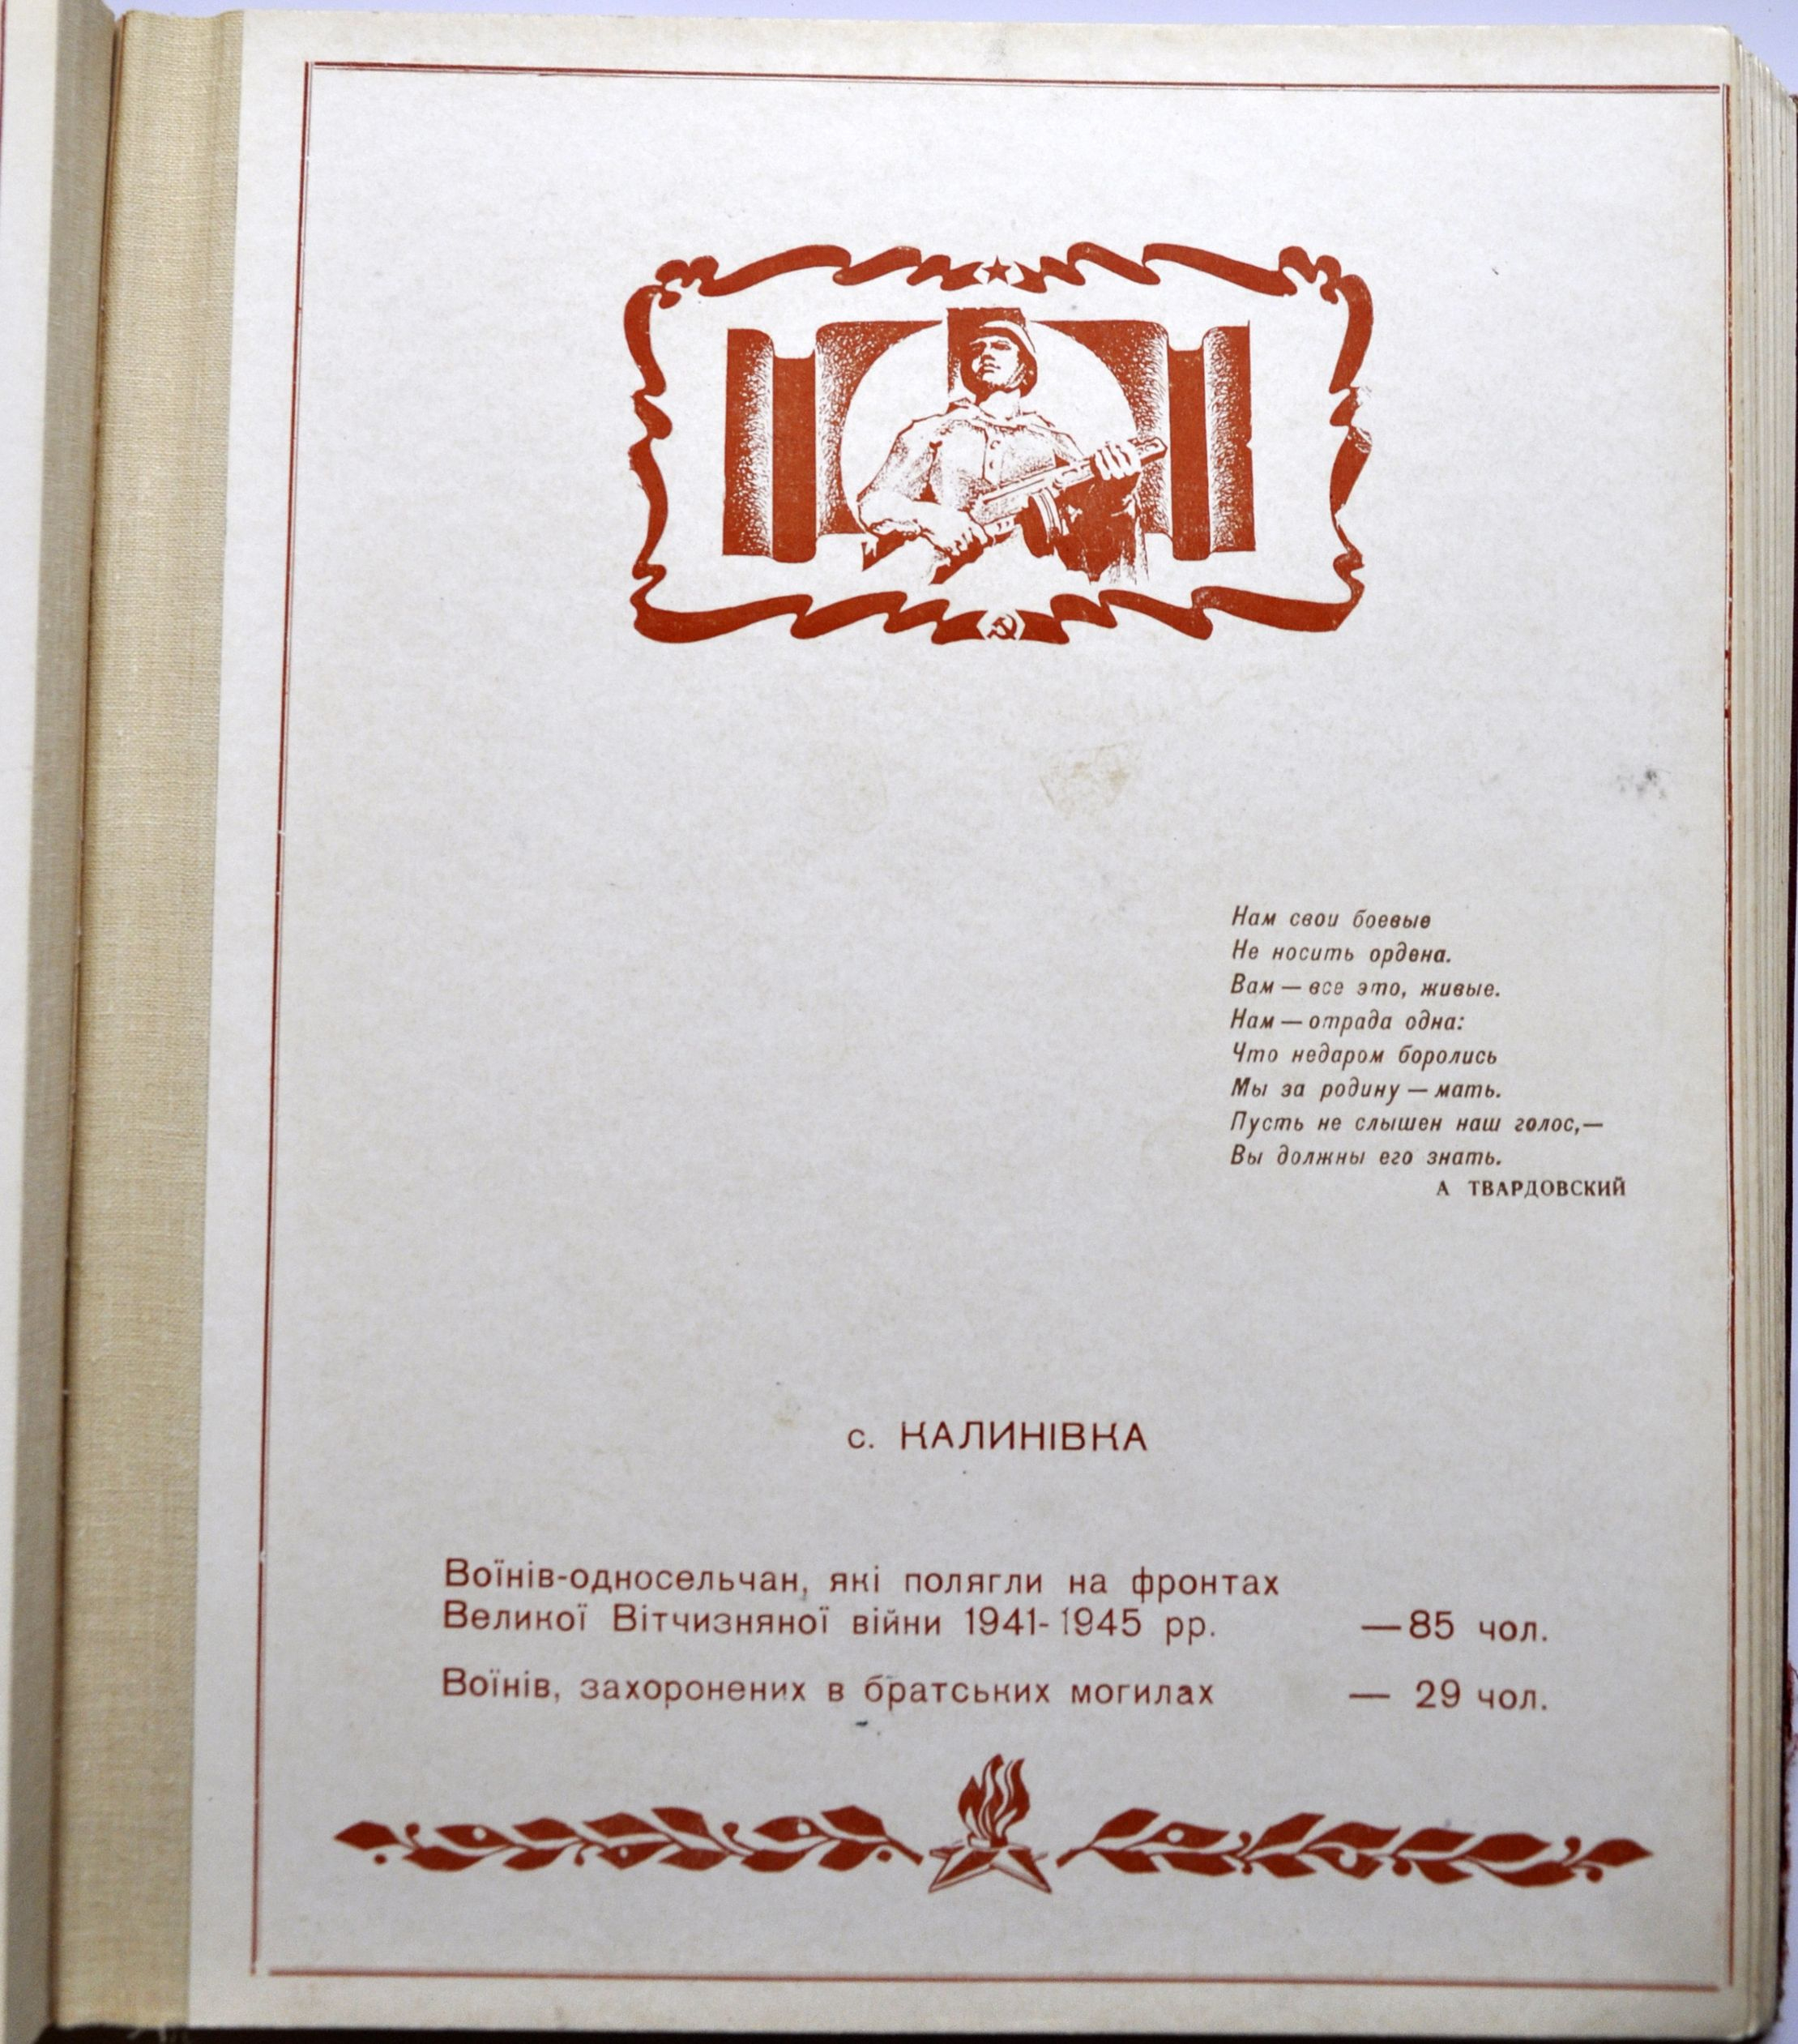 Нам свои боевые
Не носить ордена.
Вам — все это, живые.
Нам — отрада одна:
Что недаром боролись
Мы за родину — мать.
Пусть не слышен наш голос,—
Вы должны его знать.
А ТВАРДОВСКИЙ
с. КАЛИНІВКА
Воїнів-односельчан, які полягли на фронтах
Великої Вітчизняної війни 1941-1945 рр. —85 чол.
Воїнів, захоронених в братських могилах — 29 чол.